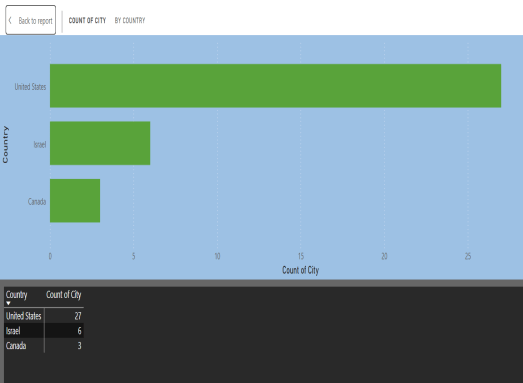 Back to report
COUNT OF CITY BY COUNTRY
Country
United States
Israel
Canada
0 5 10 15 20 25
Count of City
Country Count of City
United States 27
Israel 6
Canada 3